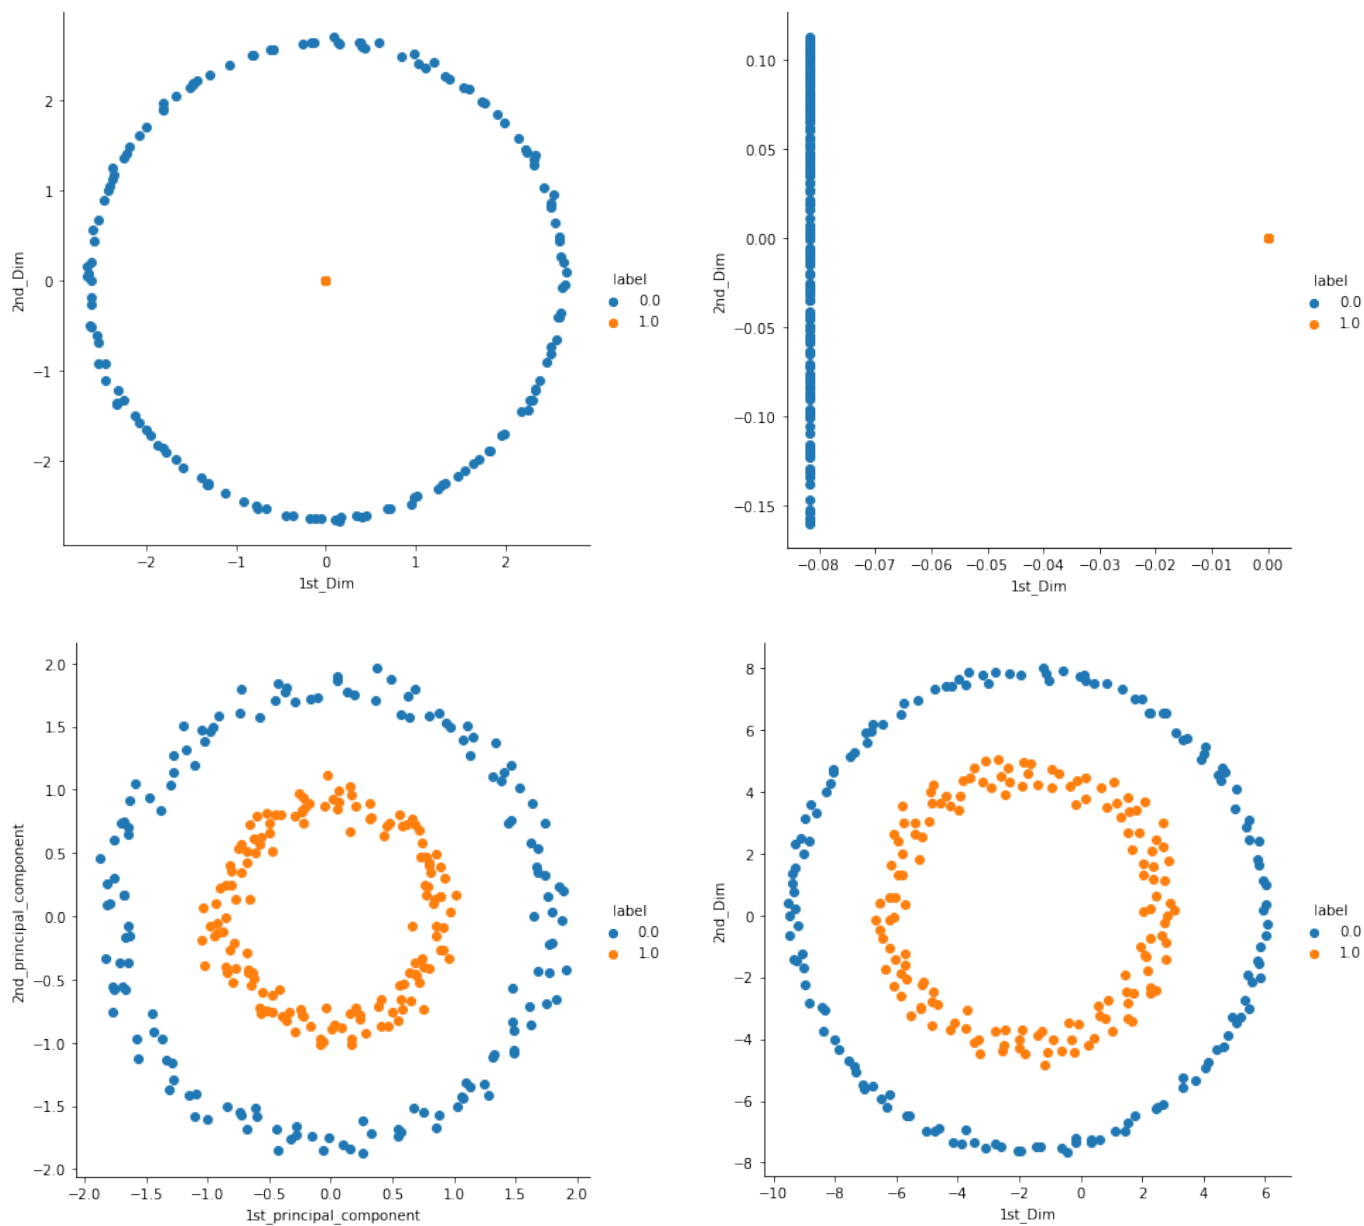 2
1
0
−1
−2
2nd_Dim
−2 −1 0 1 2
1st_Dim
label
0.0
1.0
0.10
0.05
0.00
−0.05
−0.10
−0.15
2nd_Dim
−0.08 −0.07 −0.06 −0.05 −0.04 −0.03 −0.02 −0.01 0.00
1st_Dim
label
0.0
1.0
2.0
1.5
1.0
0.5
0.0
−0.5
−1.0
−1.5
−2.0
2nd_principal_component
−2.0 −1.5 −1.0 −0.5 0.0 0.5 1.0 1.5 2.0
1st_principal_component
label
0.0
1.0
8
6
4
2
0
−2
−4
−6
−8
2nd_Dim
−10 −8 −6 −4 −2 0 2 4 6
1st_Dim
label
0.0
1.0